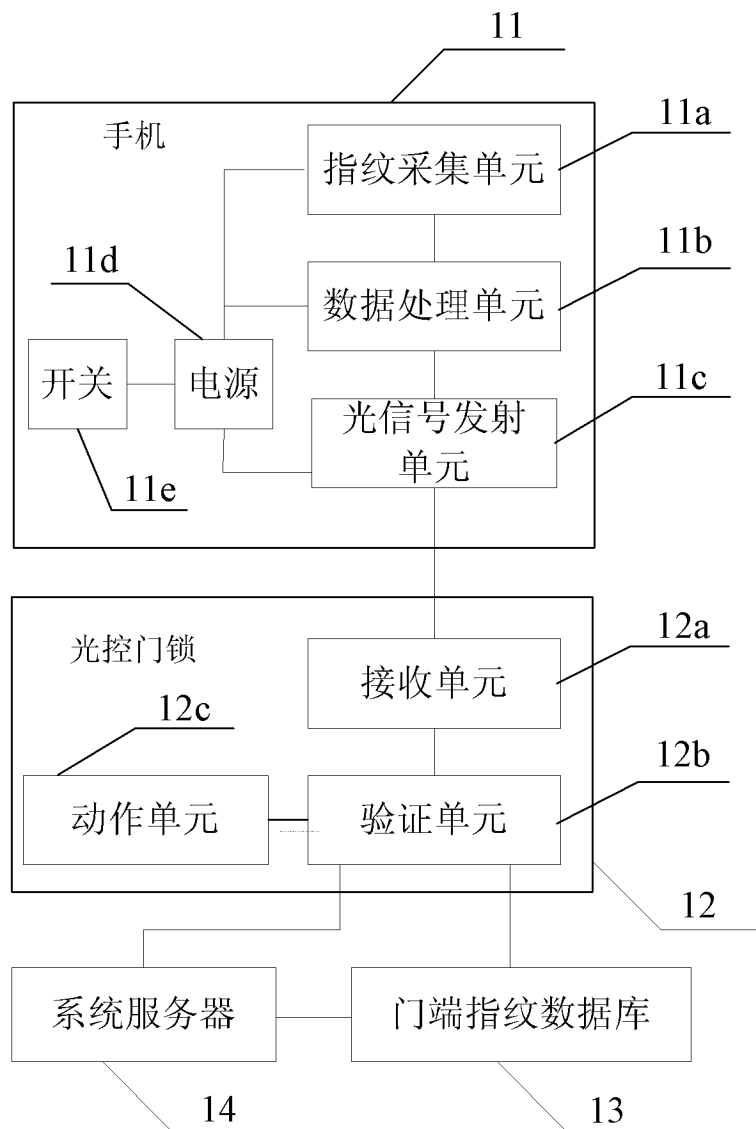 11
手机
11a
指纹采集单元
11d
11b
数据处理单元
开关
电源
11c
光信号发射
单元
11e
光控门锁
12a
接收单元
12c
12b
动作单元
验证单元
12
系统服务器
门端指纹数据库
14
13